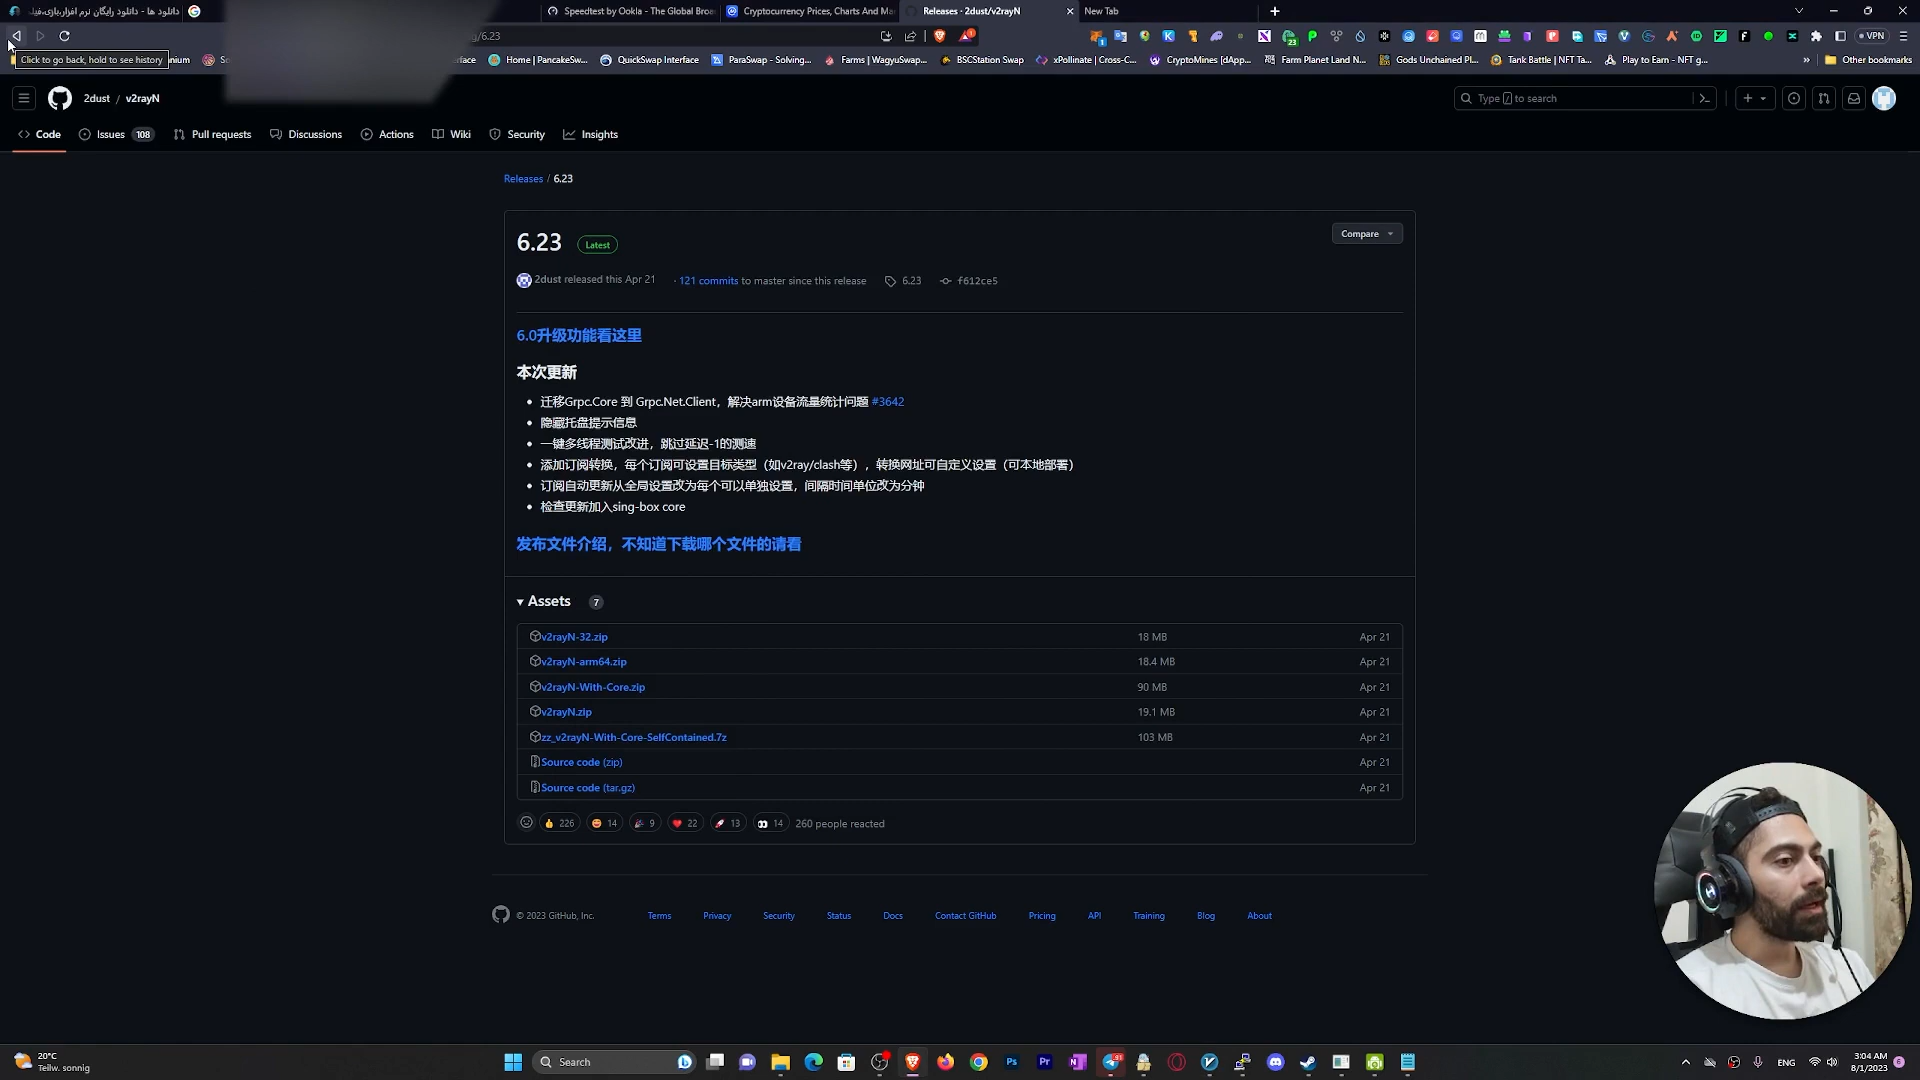 دانلود ها - دانلود رایگان نرم افزار،بازی،فیل
Speedtest by Ookla - The Global Broa
Cryptocurrency Prices, Charts And Ma
Releases · 2dust/v2rayN
New Tab
/6.23
VPN
Click to go back, hold to see history
nium
face
Home | PancakeSw...
QuickSwap Interface
ParaSwap - Solving...
Farms | WagyuSwap...
BSCStation Swap
xPollinate | Cross-C...
CryptoMines [dApp...
Farm Planet Land N...
Gods Unchained Pl...
Tank Battle | NFT Ta...
Play to Earn - NFT g...
Other bookmarks
2dust / v2rayN
Type / to search
Code
Issues 108
Pull requests
Discussions
Actions
Wiki
Security
Insights
Releases / 6.23
6.23 Latest
Compare
2dust released this Apr 21 · 121 commits to master since this release 6.23 f612ce5
6.0升级功能看这里
本次更新
• 迁移Grpc.Core 到 Grpc.Net.Client，解决arm设备流量统计问题 #3642
• 隐藏托盘提示信息
• 一键多线程测试改进，跳过延迟-1的测速
• 添加订阅转换，每个订阅可设置目标类型（如v2ray/clash等），转换网址可自定义设置（可本地部署）
• 订阅自动更新从全局设置改为每个可以单独设置，间隔时间单位改为分钟
• 检查更新加入sing-box core
发布文件介绍，不知道下载哪个文件的请看
Assets 7
v2rayN-32.zip 18 MB Apr 21
v2rayN-arm64.zip 18.4 MB Apr 21
v2rayN-With-Core.zip 90 MB Apr 21
v2rayN.zip 19.1 MB Apr 21
zz_v2rayN-With-Core-SelfContained.7z 103 MB Apr 21
Source code (zip) Apr 21
Source code (tar.gz) Apr 21
226 14 9 22 13 14 260 people reacted
© 2023 GitHub, Inc. Terms Privacy Security Status Docs Contact GitHub Pricing API Training Blog About
20°C
Teilw. sonnig
Search
ENG
3:04 AM
8/1/2023